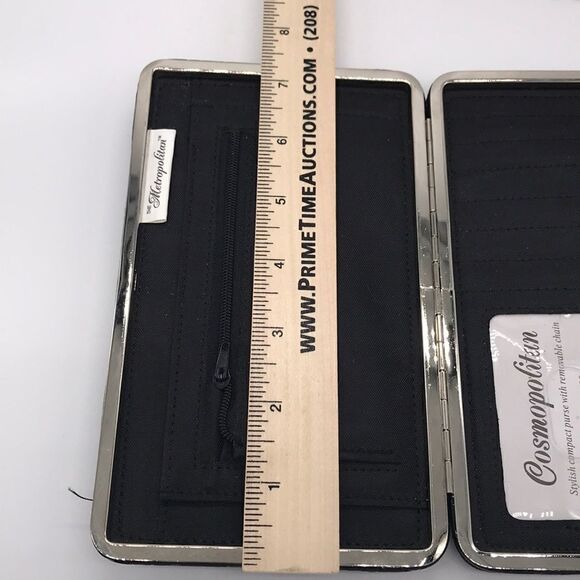 8
7
6
5
4
3
2
1
WWW.PRIMETIMEAUCTIONS.COM • (208)
THE Metropolitan™
Cosmopolitan
Stylish compact purse with removable chain